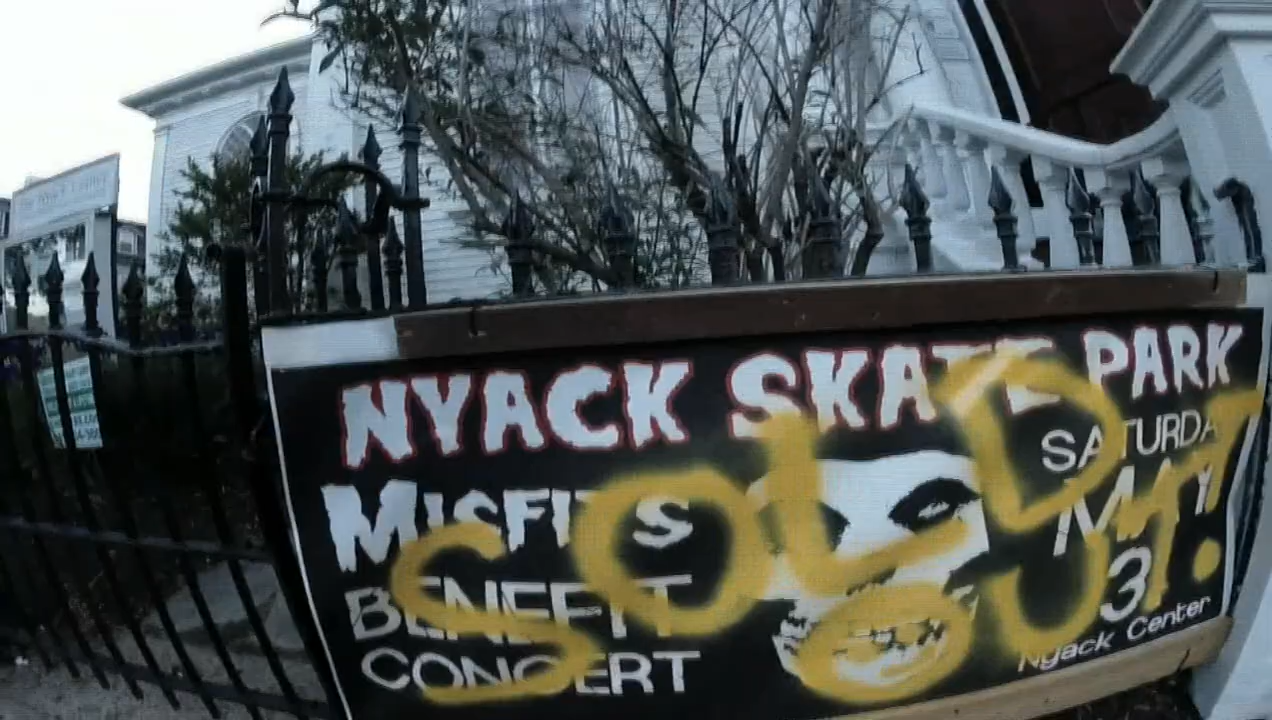 NYACK SKATE PARK
MISFITS
BENEFIT
CONCERT
SATURDAY
MAY
3
Nyack Center
SOLD
OUT!